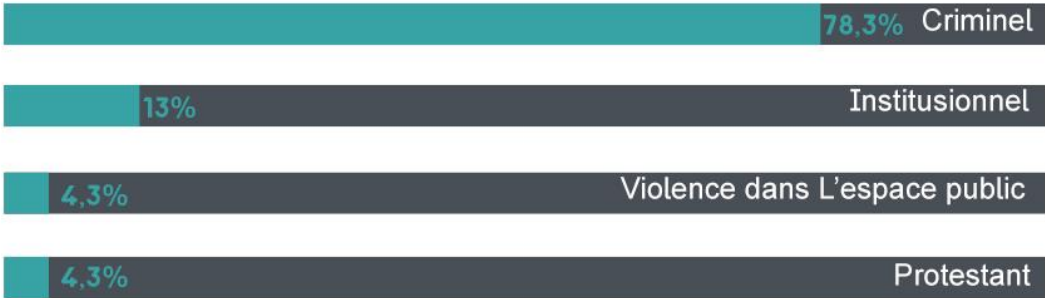 78,3% Criminel
13% Institusionnel
4,3% Violence dans L'espace public
4,3% Protestant